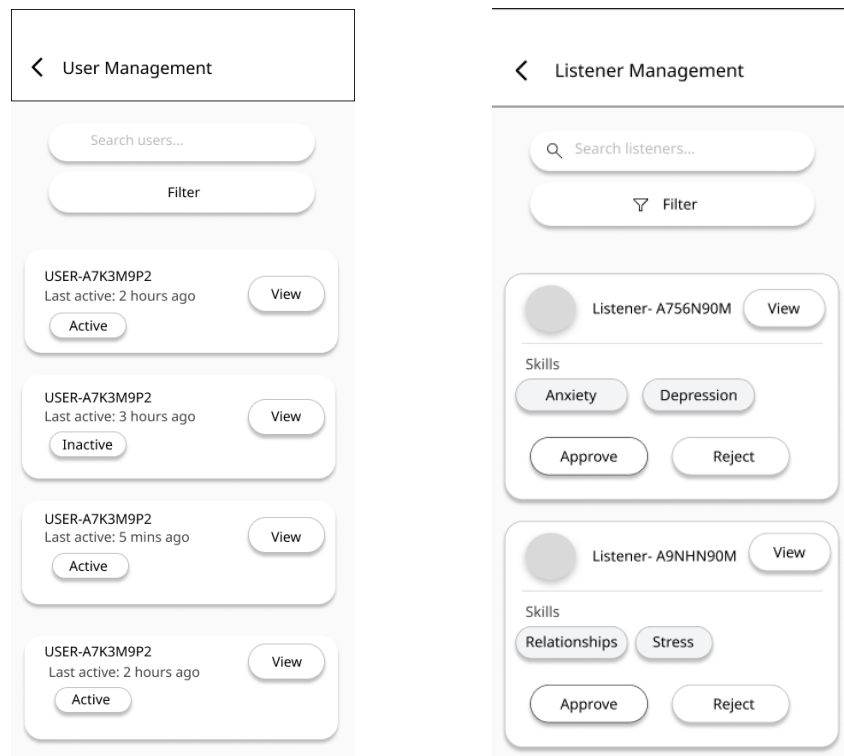 User Management
Search users...
Filter
USER-A7K3M9P2
Last active: 2 hours ago
View
Active
USER-A7K3M9P2
Last active: 3 hours ago
View
Inactive
USER-A7K3M9P2
Last active: 5 mins ago
View
Active
USER-A7K3M9P2
Last active: 2 hours ago
View
Active
Listener Management
Search listeners...
Filter
Listener- A756N90M
View
Skills
Anxiety
Depression
Approve
Reject
Listener- A9NHN90M
View
Skills
Relationships
Stress
Approve
Reject